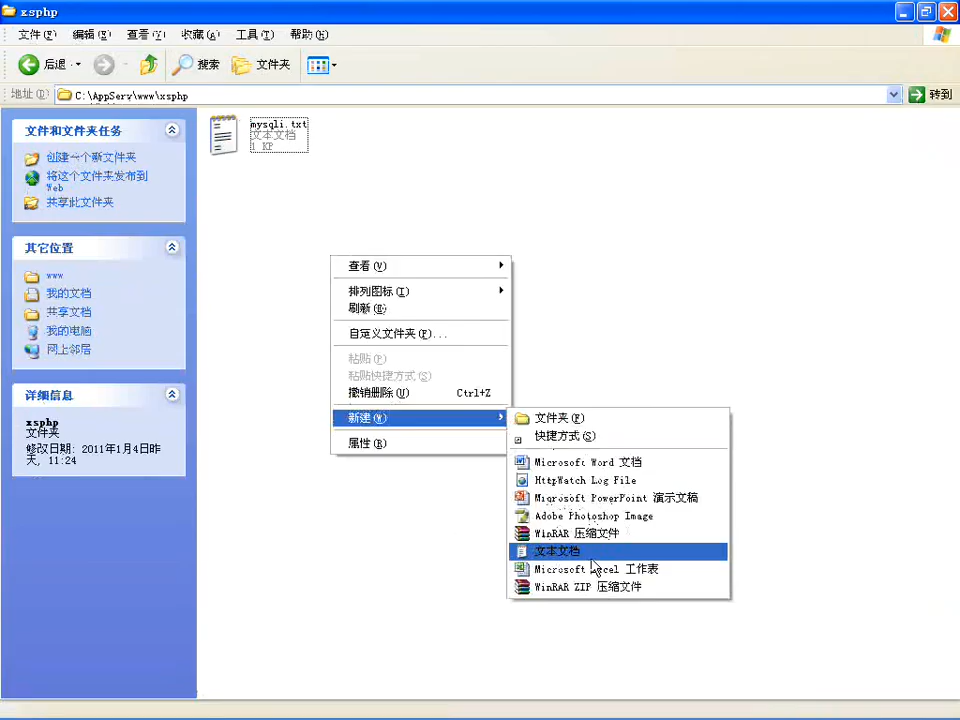 xsphp
文件(F) 编辑(E) 查看(V) 收藏(A) 工具(T) 帮助(H)
后退 搜索 文件夹
地址(D) C:\AppServ\www\xsphp 转到
文件和文件夹任务
创建一个新文件夹
将这个文件夹发布到
Web
共享此文件夹
其它位置
www
我的文档
共享文档
我的电脑
网上邻居
详细信息
xsphp
文件夹
修改日期: 2011年1月4日昨
天, 11:24
mysqli.txt
文本文档
1 KB
查看(V)
排列图标(I)
刷新(E)
自定义文件夹(F)...
粘贴(P)
粘贴快捷方式(S)
撤销删除(U) Ctrl+Z
新建(W)
属性(R)
文件夹(F)
快捷方式(S)
Microsoft Word 文档
HttpWatch Log File
Microsoft PowerPoint 演示文稿
Adobe Photoshop Image
WinRAR 压缩文件
文本文档
Microsoft Excel 工作表
WinRAR ZIP 压缩文件